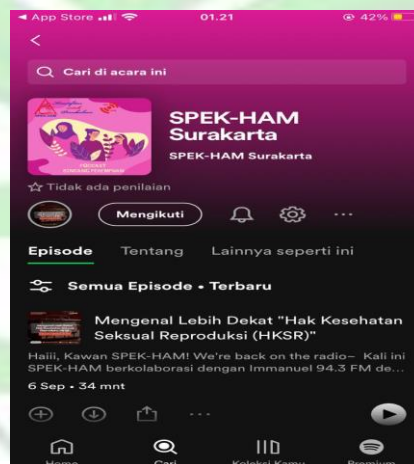 App Store
01.21
42%
Cari di acara ini
SPEK-HAM
Surakarta
SPEK-HAM Surakarta
Tidak ada penilaian
Mengikuti
Episode Tentang Lainnya seperti ini
Semua Episode • Terbaru
Mengenal Lebih Dekat "Hak Kesehatan
Seksual Reproduksi (HKSR)"
Haiii, Kawan SPEK-HAM! We're back on the radio~ Kali ini
SPEK-HAM berkolaborasi dengan Immanuel 94.3 FM de...
6 Sep • 34 mnt
Home Cari Koleksi Kamu Premium